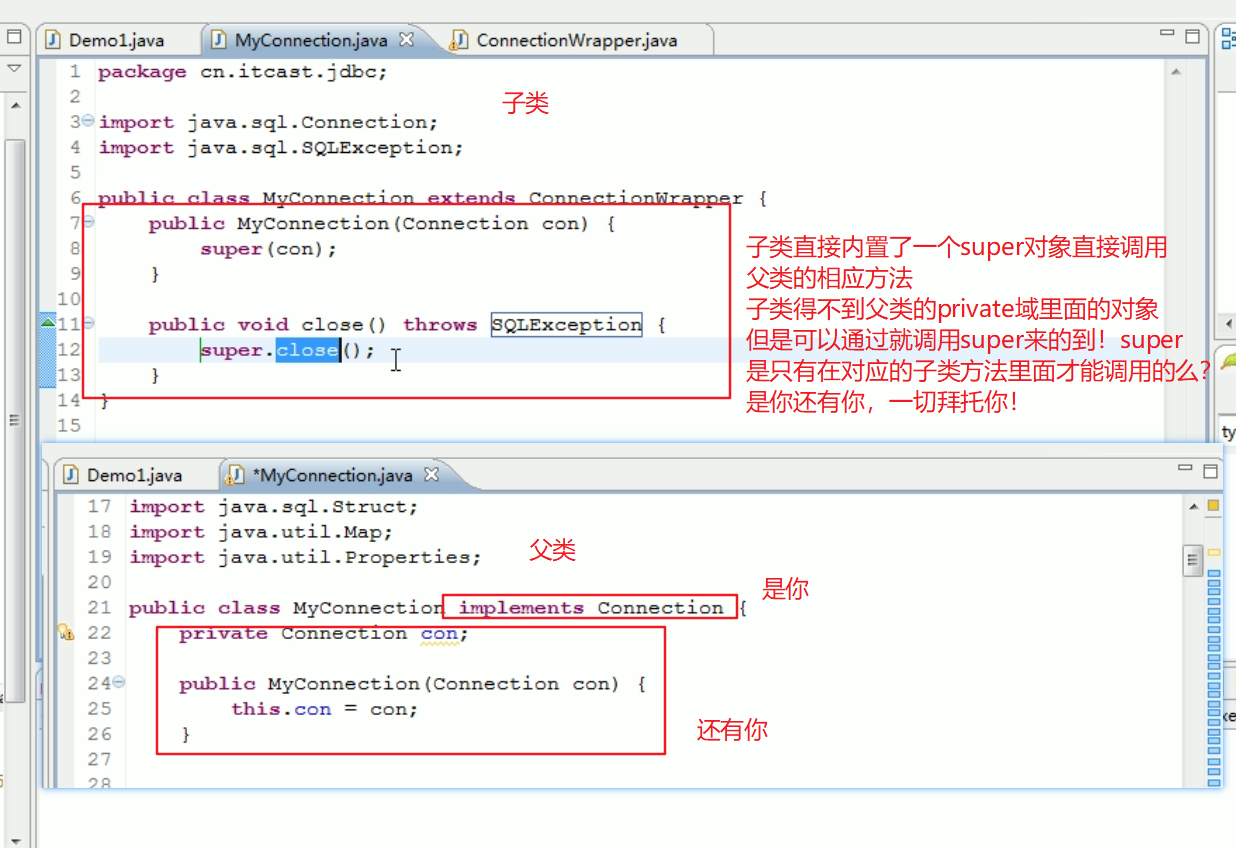 Demo1.java
MyConnection.java
ConnectionWrapper.java
1 package cn.itcast.jdbc;
2
子类
3 import java.sql.Connection;
4 import java.sql.SQLException;
5
6 public class MyConnection extends ConnectionWrapper {
7 public MyConnection(Connection con) {
8 super(con);
9 }
10
11 public void close() throws SQLException {
12 super.close();
13 }
14 }
15
子类直接内置了一个super对象直接调用
父类的相应方法
子类得不到父类的private域里面的对象
但是可以通过就调用super来的到！super
是只有在对应的子类方法里面才能调用的么？
是你还有你，一切拜托你！
ty
Demo1.java
*MyConnection.java
17 import java.sql.Struct;
18 import java.util.Map;
19 import java.util.Properties;
父类
20
是你
21 public class MyConnection implements Connection {
22 private Connection con;
23
24 public MyConnection(Connection con) {
25 this.con = con;
26 }
还有你
27
28